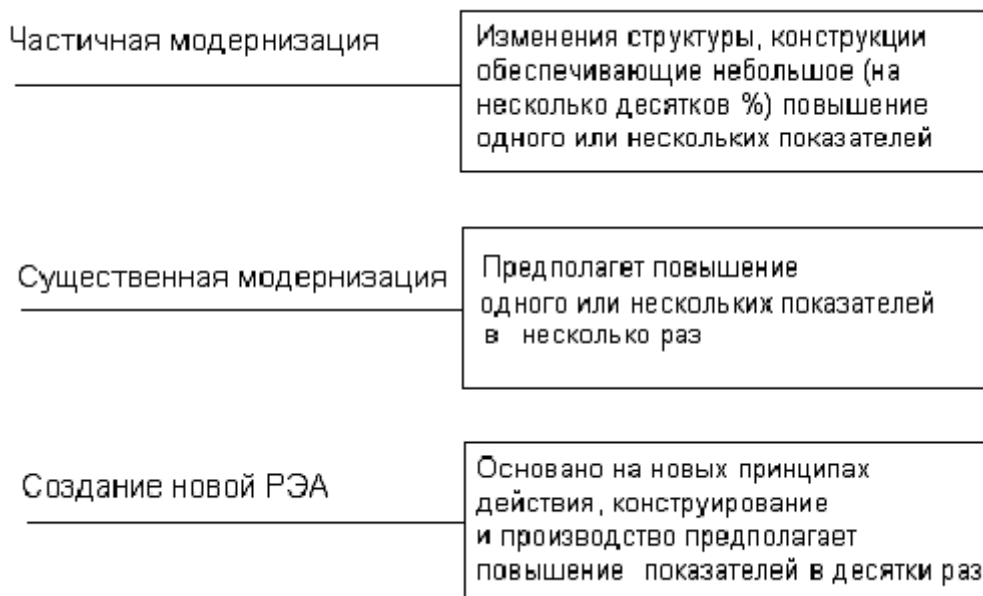 Частичная модернизация
Изменения структуры, конструкции
обеспечивающие небольшое (на
несколько десятков %) повышение
одного или нескольких показателей
Существенная модернизация
Предполагет повышение
одного или нескольких показателей
в несколько раз
Создание новой РЭА
Основано на новых принципах
действия, конструирование
и производство предполагает
повышение показателей в десятки раз